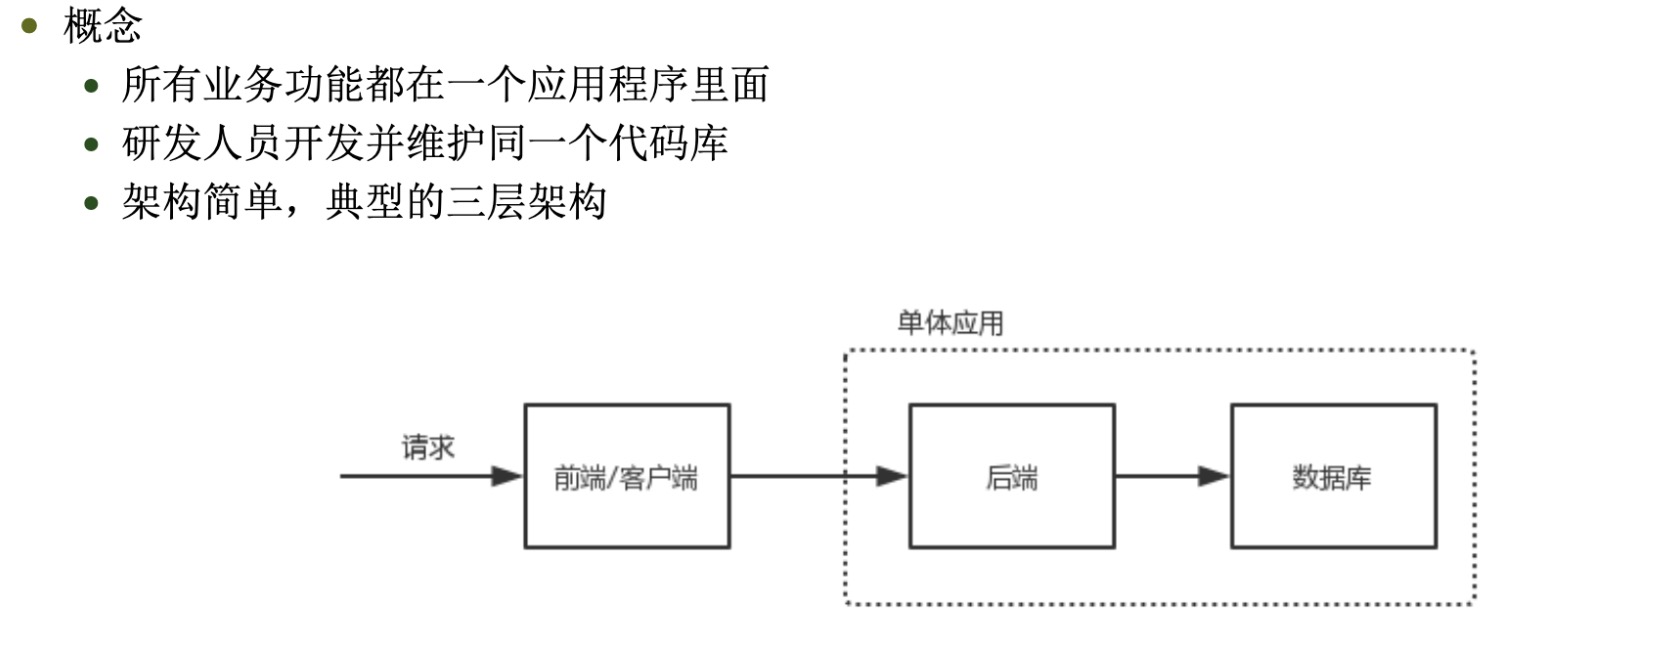 概念
所有业务功能都在一个应用程序里面
研发人员开发并维护同一个代码库
架构简单，典型的三层架构
单体应用
请求
前端/客户端
后端
数据库